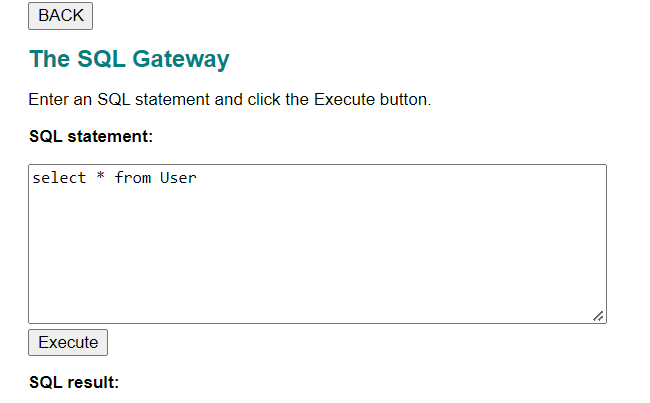 BACK
The SQL Gateway
Enter an SQL statement and click the Execute button.
SQL statement:
select * from User
Execute
SQL result: